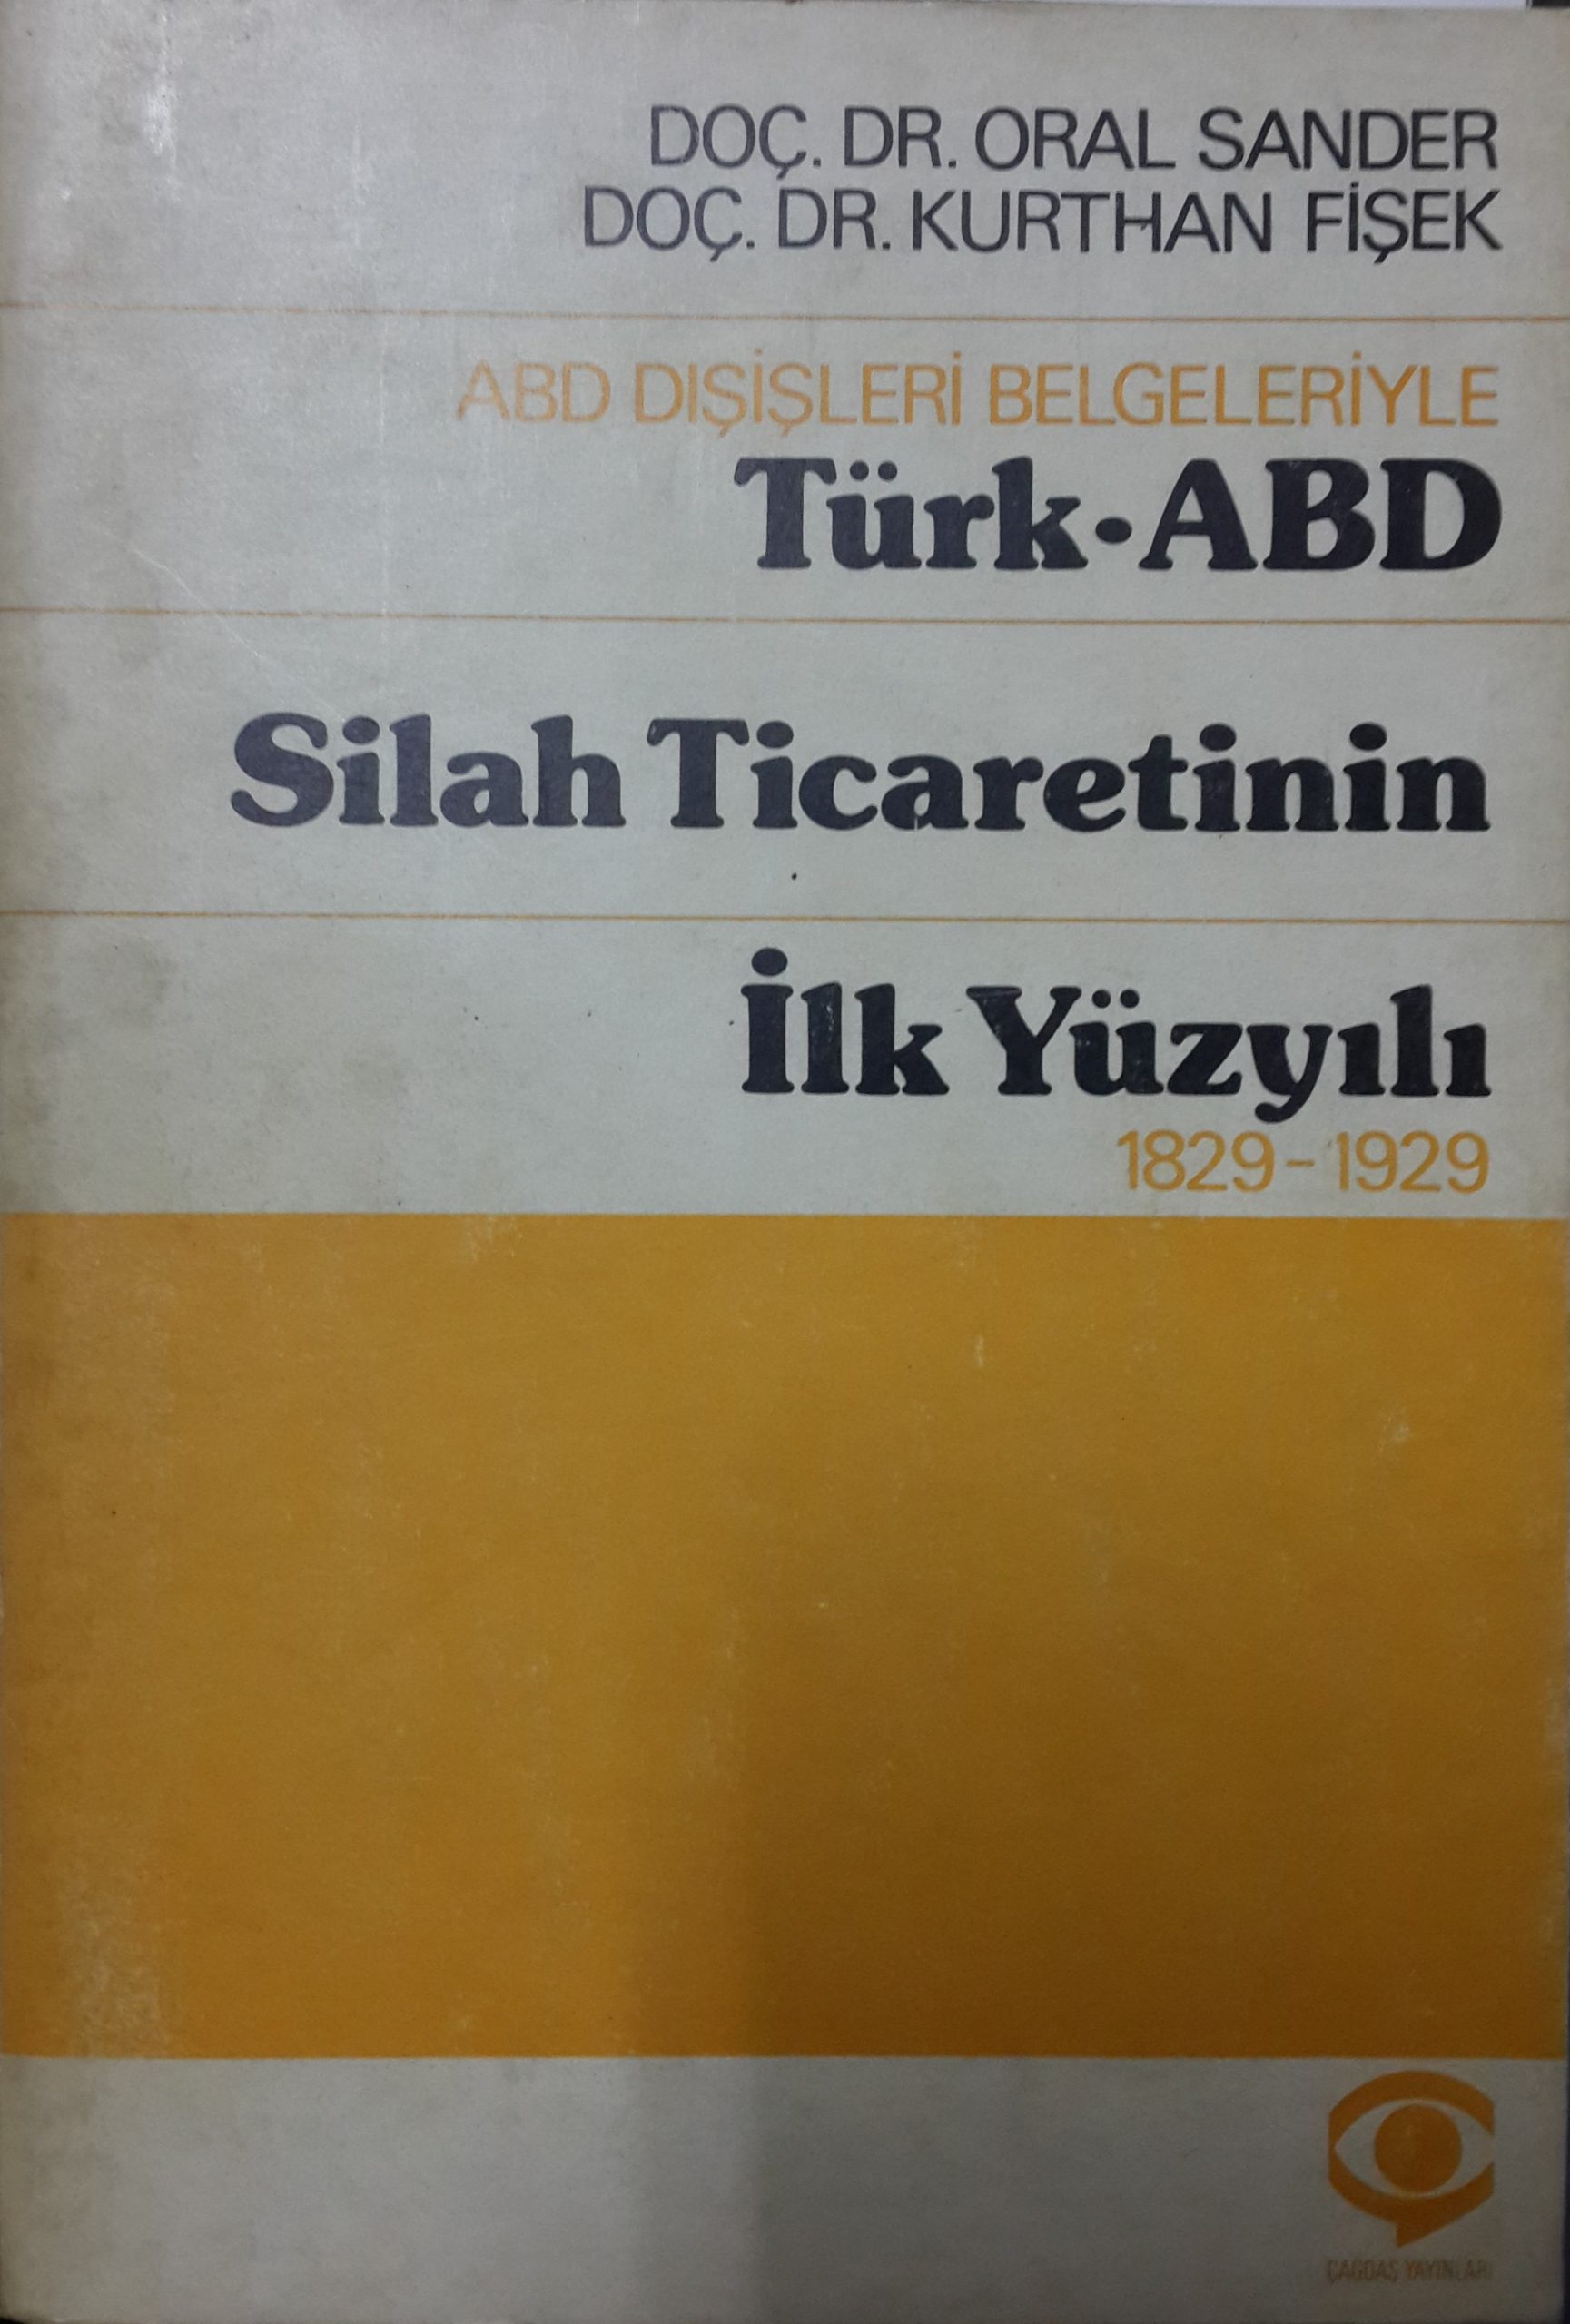 DOÇ. DR. ORAL SANDER
DOÇ. DR. KURTHAN FİŞEK
ABD DIŞİŞLERİ BELGELERİYLE
Türk-ABD
Silah Ticaretinin
İlk Yüzyılı
1829-1929
ÇAĞDAŞ YAYINLARI